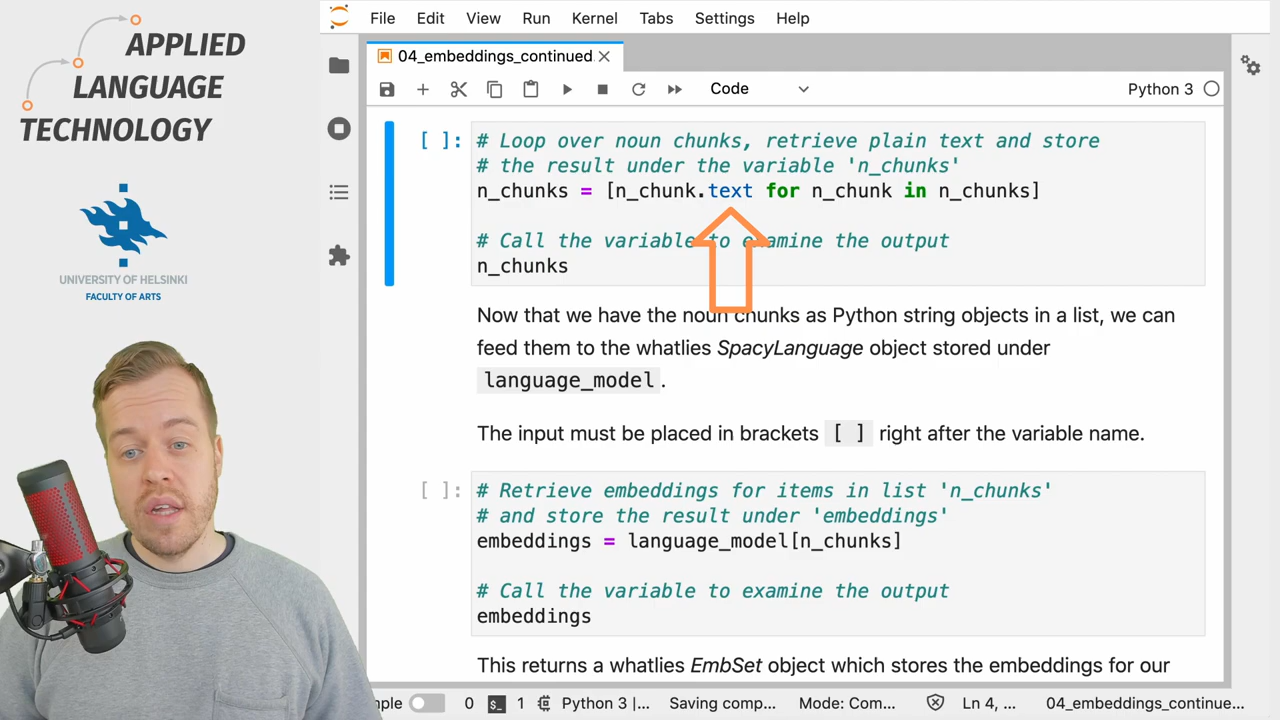 APPLIED
LANGUAGE
TECHNOLOGY
UNIVERSITY OF HELSINKI
FACULTY OF ARTS
File Edit View Run Kernel Tabs Settings Help
04_embeddings_continued
Code
Python 3
[ ]:
# Loop over noun chunks, retrieve plain text and store
# the result under the variable 'n_chunks'
n_chunks = [n_chunk.text for n_chunk in n_chunks]
# Call the variable to examine the output
n_chunks
Now that we have the noun chunks as Python string objects in a list, we can
feed them to the whatlies SpacyLanguage object stored under
language_model.
The input must be placed in brackets [ ] right after the variable name.
[ ]:
# Retrieve embeddings for items in list 'n_chunks'
# and store the result under 'embeddings'
embeddings = language_model[n_chunks]
# Call the variable to examine the output
embeddings
This returns a whatlies EmbSet object which stores the embeddings for our
mple 0 $_ 1 Python 3 |... Saving comp... Mode: Com... Ln 4, ... 04_embeddings_continue...